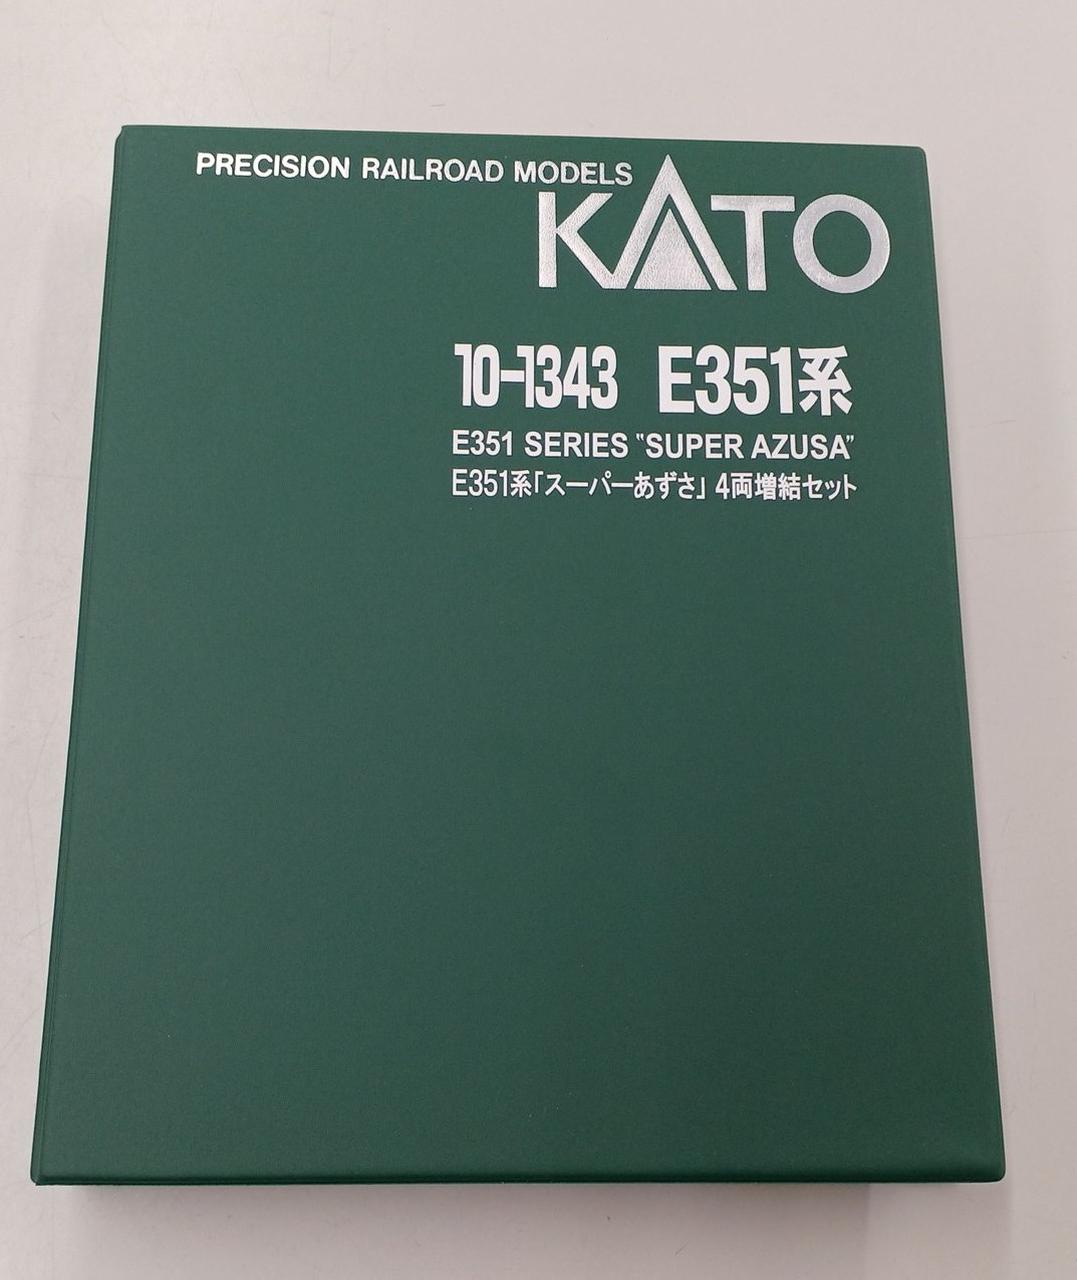 PRECISION RAILROAD MODELS
KATO
10-1343 E351系
E351 SERIES "SUPER AZUSA"
E351系「スーパーあずさ」4両増結セット